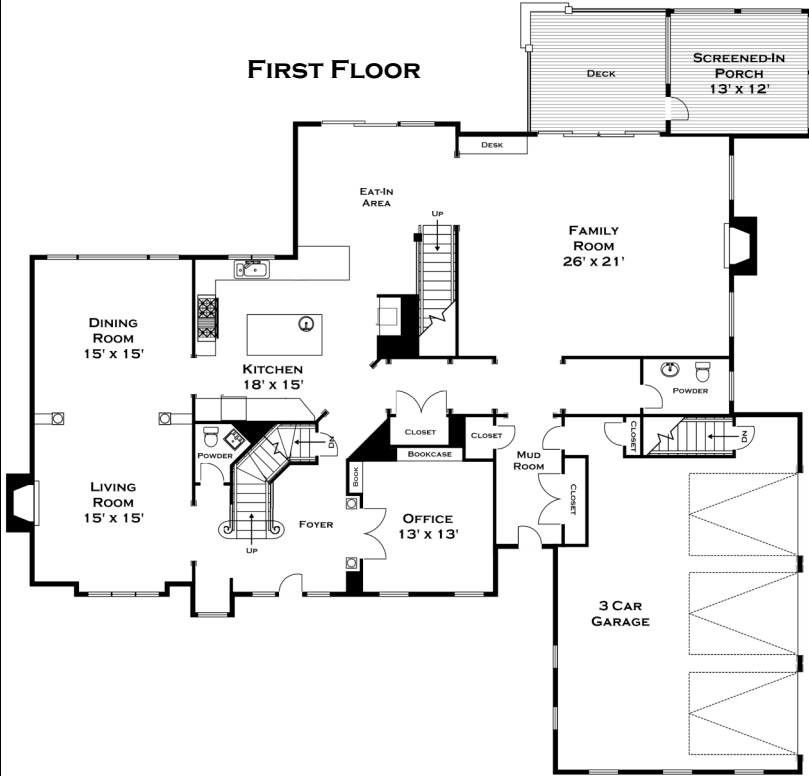 FIRST FLOOR
DECK
SCREENED-IN
PORCH
13' x 12'
DESK
EAT-IN
AREA
UP
FAMILY
ROOM
26' x 21'
DINING
ROOM
15' x 15'
KITCHEN
18' x 15'
POWDER
CLOSET
CLOSET
CLOSET
DN
DN
POWDER
BOOKCASE
MUD
ROOM
BOOK
CLOSET
LIVING
ROOM
15' x 15'
FOYER
OFFICE
13' x 13'
UP
3 CAR
GARAGE